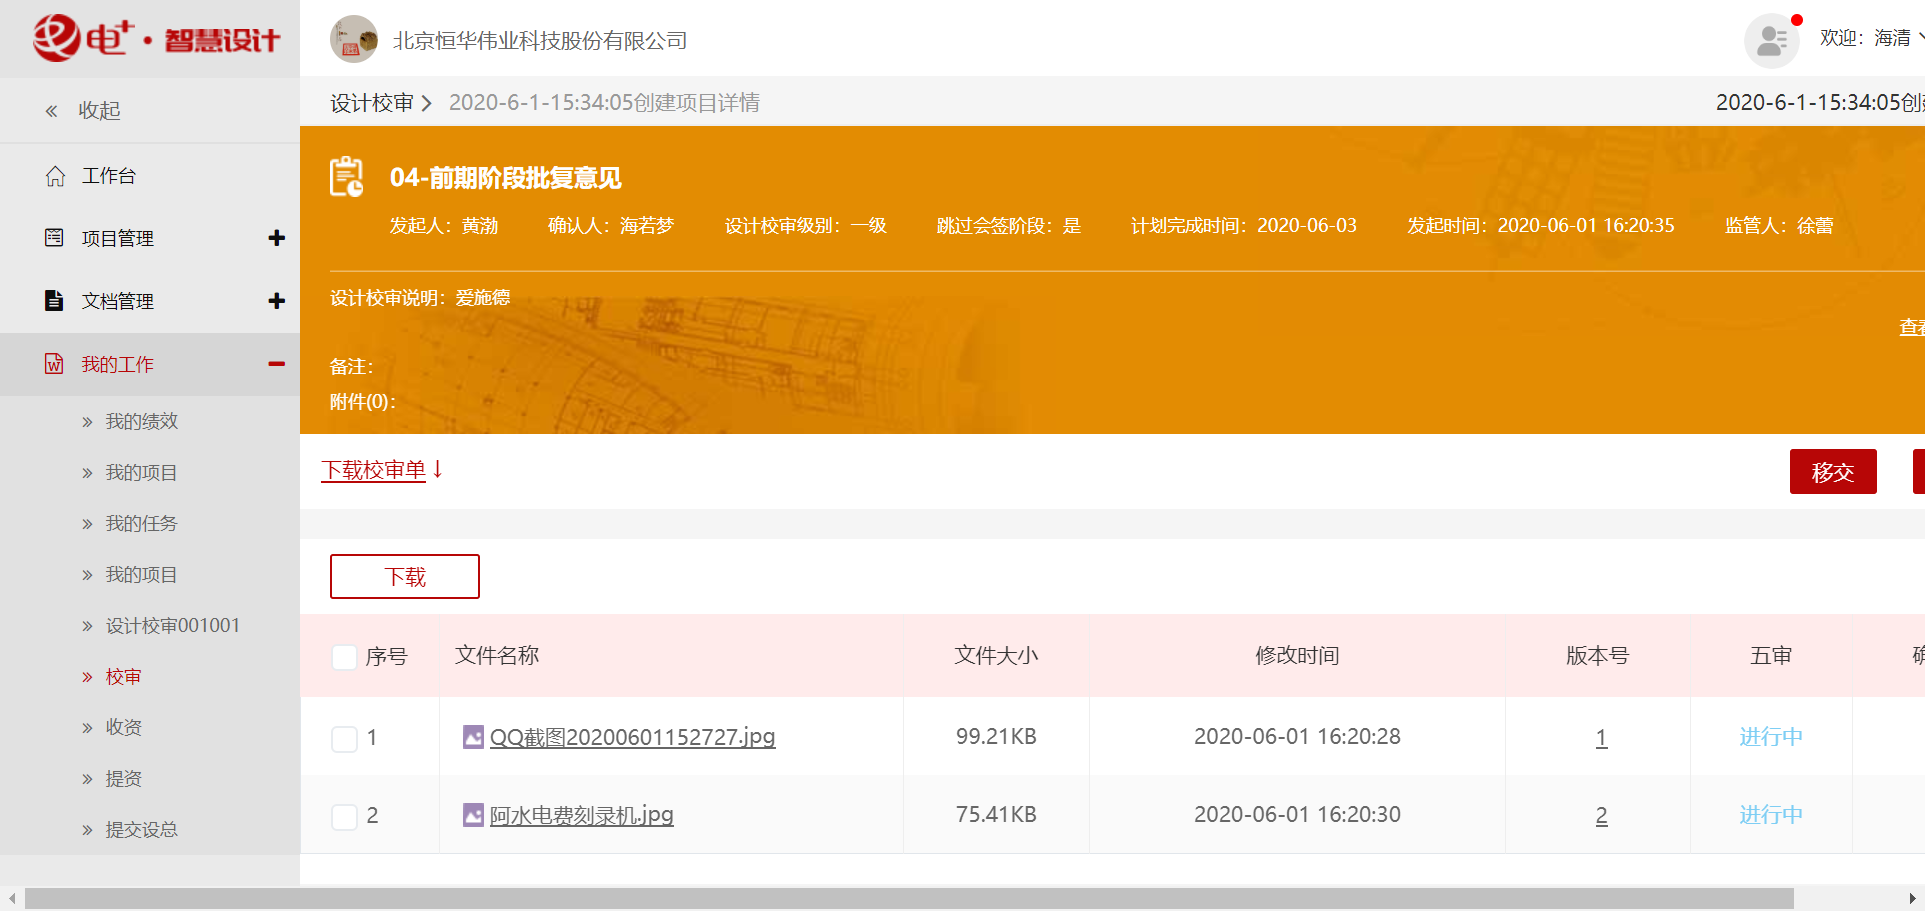 电+·智慧设计
北京恒华伟业科技股份有限公司
欢迎：海清
« 收起
设计校审 > 2020-6-1-15:34:05创建项目详情
2020-6-1-15:34:05创
工作台
项目管理 +
文档管理 +
我的工作 −
» 我的绩效
» 我的项目
» 我的任务
» 我的项目
» 设计校审001001
» 校审
» 收资
» 提资
» 提交设总
04-前期阶段批复意见
发起人：黄渤 确认人：海若梦 设计校审级别：一级 跳过会签阶段：是 计划完成时间：2020-06-03 发起时间：2020-06-01 16:20:35 监管人：徐蕾
设计校审说明：爱施德
查
备注：
附件(0)：
下载校审单↓
移交
下载
序号 文件名称 文件大小 修改时间 版本号 五审
1 QQ截图20200601152727.jpg 99.21KB 2020-06-01 16:20:28 1 进行中
2 阿水电费刻录机.jpg 75.41KB 2020-06-01 16:20:30 2 进行中